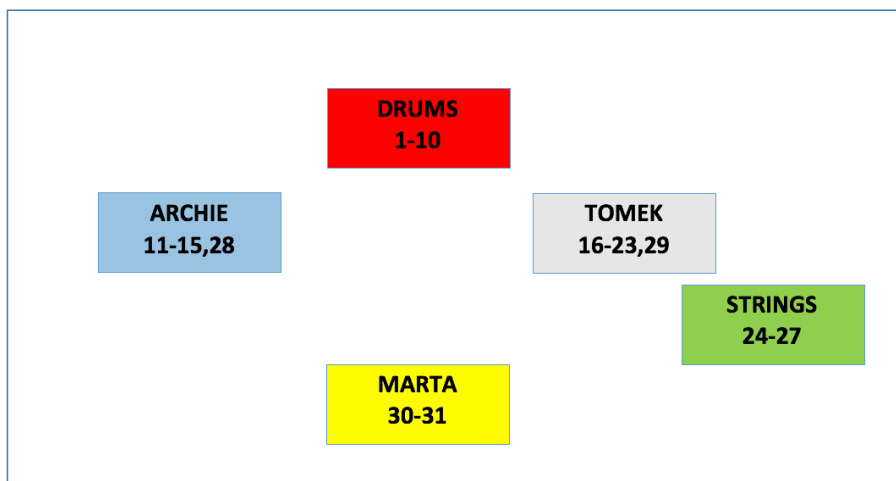 DRUMS
1-10
ARCHIE
11-15,28
TOMEK
16-23,29
STRINGS
24-27
MARTA
30-31